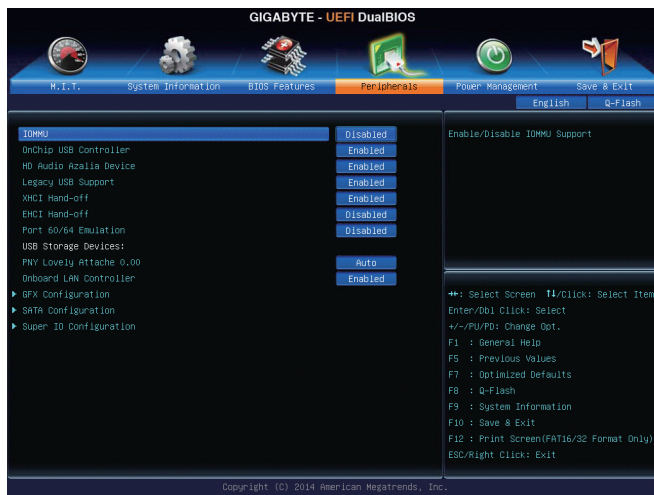 GIGABYTE - UEFI DualBIOS
M.I.T. System Information BIOS Features Peripherals Power Management Save & Exit
English Q-Flash
IOMMU Disabled
OnChip USB Controller Enabled
HD Audio Azalia Device Enabled
Legacy USB Support Enabled
XHCI Hand-off Enabled
EHCI Hand-off Disabled
Port 60/64 Emulation Disabled
USB Storage Devices:
PNY Lovely Attache 0.00 Auto
Onboard LAN Controller Enabled
GFX Configuration
SATA Configuration
Super IO Configuration
Enable/Disable IOMMU Support
→←: Select Screen ↑↓/Click: Select Item
Enter/Dbl Click: Select
+/-/PU/PD: Change Opt.
F1 : General Help
F5 : Previous Values
F7 : Optimized Defaults
F8 : Q-Flash
F9 : System Information
F10 : Save & Exit
F12 : Print Screen(FAT16/32 Format Only)
ESC/Right Click: Exit
Copyright (C) 2014 American Megatrends, Inc.